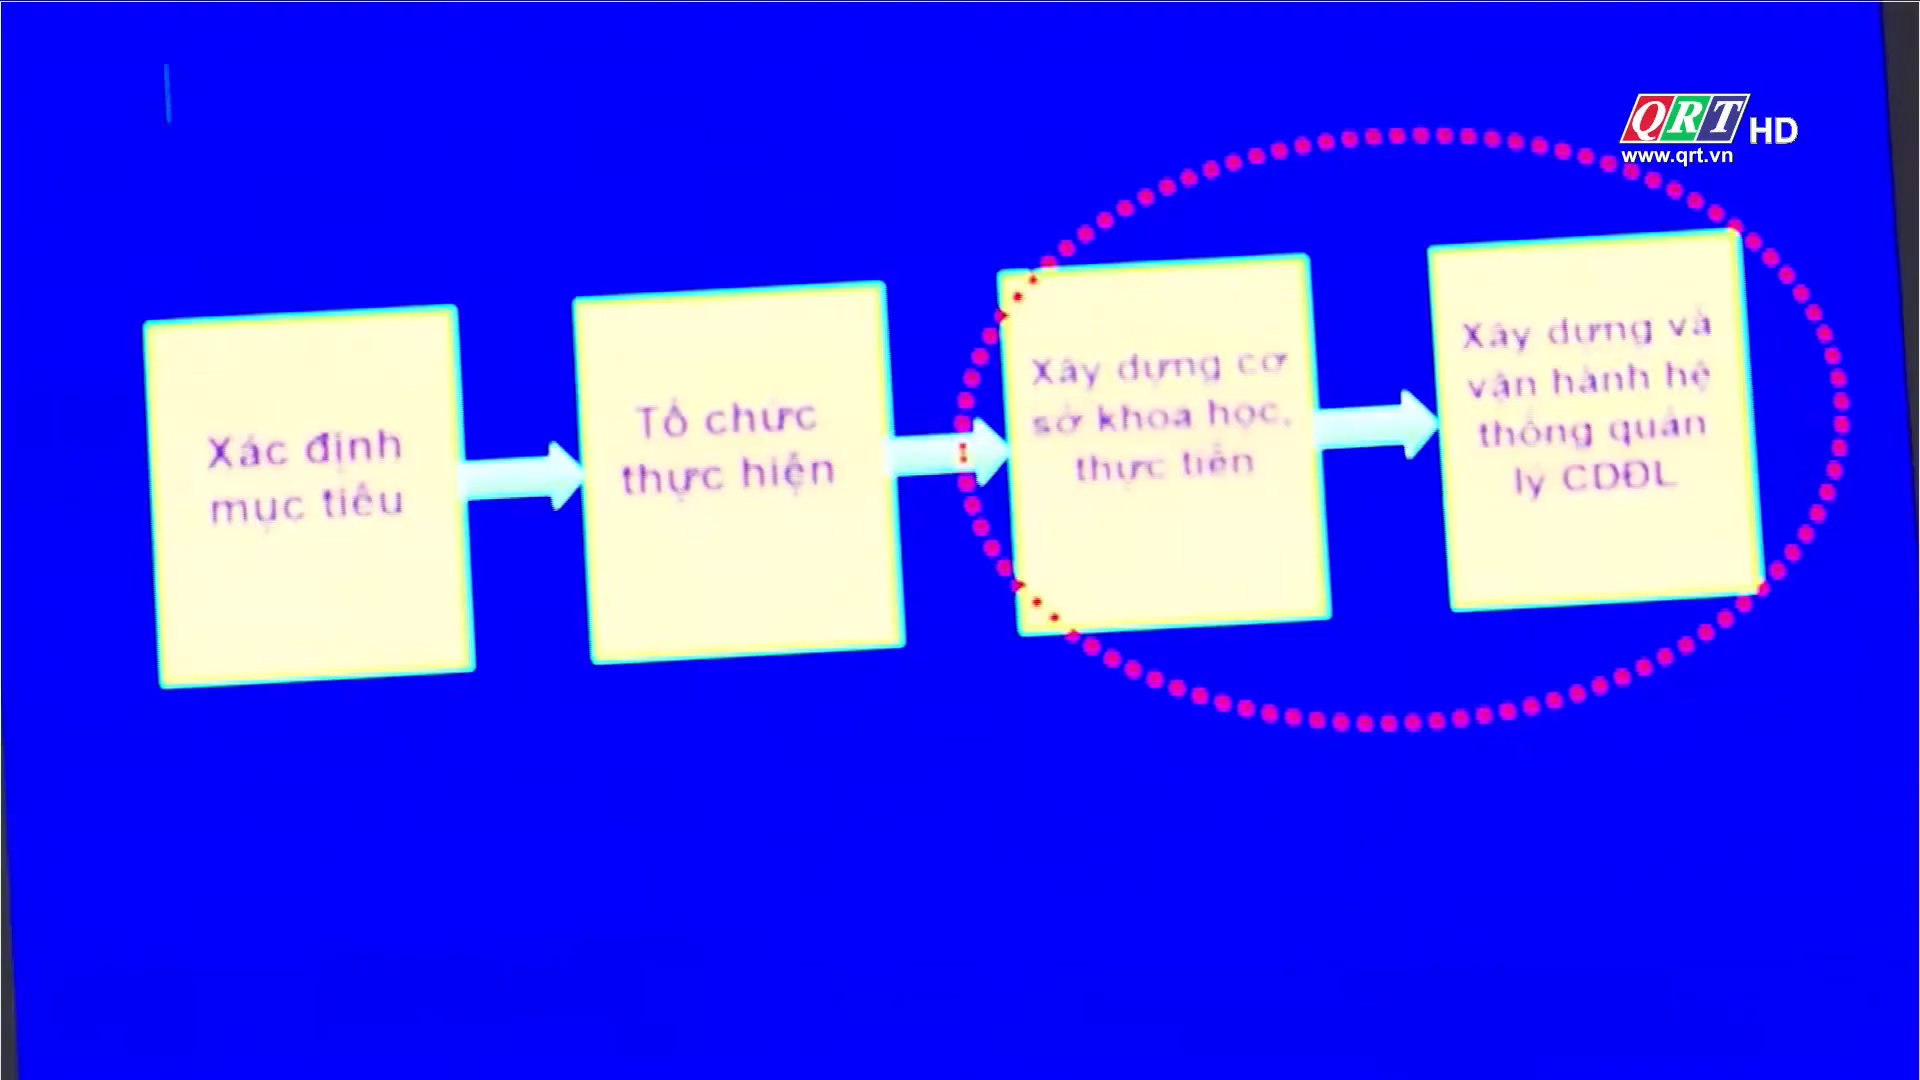 QRT HD
www.qrt.vn
Xác định
mục tiêu
Tổ chức
thực hiện
Xây dựng cơ
sở khoa học,
thực tiễn
Xây dựng và
vận hành hệ
thống quản
lý CDĐL